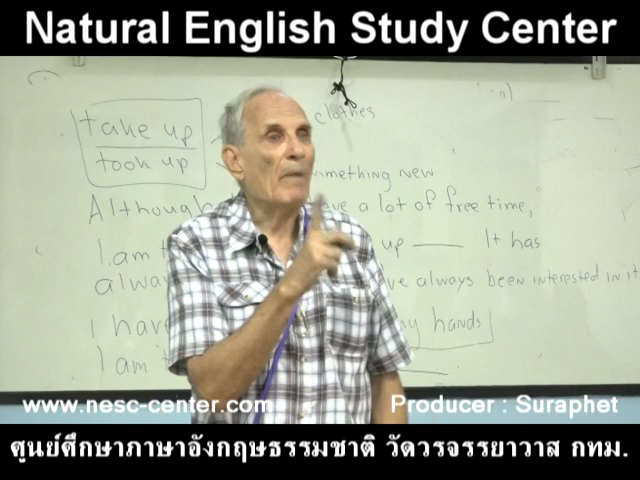 Natural English Study Center
take up
clothes
took up
something new
Although have a lot of free time,
I am up It has
always have always been interested in it
I have my hands
I am
www.nesc-center.com
Producer : Suraphet
ศูนย์ศึกษาภาษาอังกฤษธรรมชาติ วัดวรจรรยาวาส กทม.